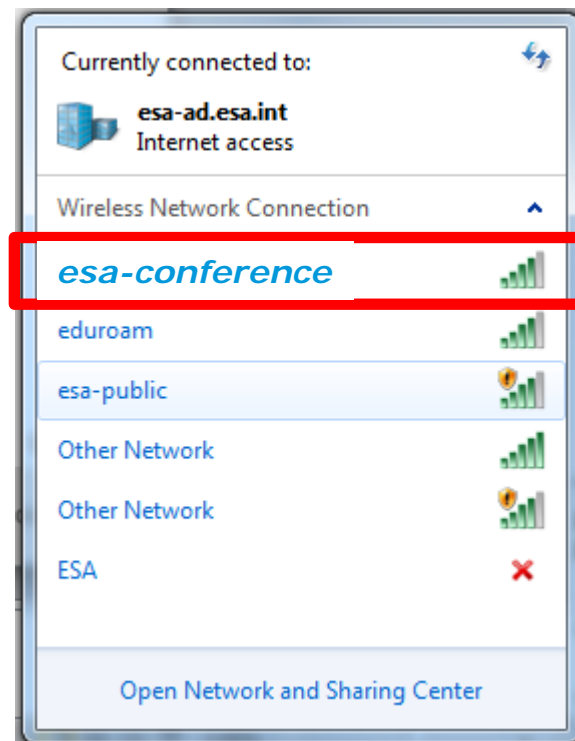 Currently connected to:
esa-ad.esa.int
Internet access
Wireless Network Connection
esa-conference
eduroam
esa-public
Other Network
Other Network
ESA
Open Network and Sharing Center